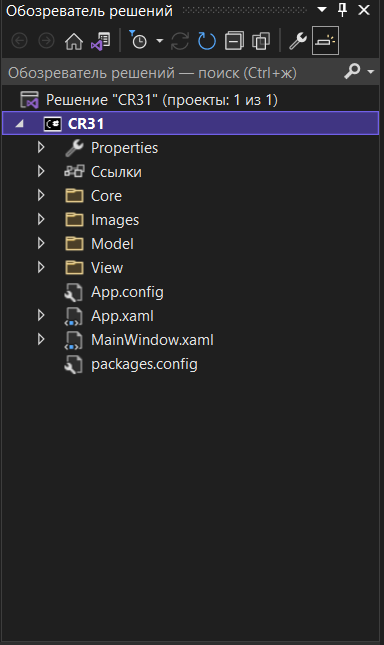 Обозреватель решений
Обозреватель решений — поиск (Ctrl+ж)
Решение "CR31" (проекты: 1 из 1)
CR31
Properties
Ссылки
Core
Images
Model
View
App.config
App.xaml
MainWindow.xaml
packages.config